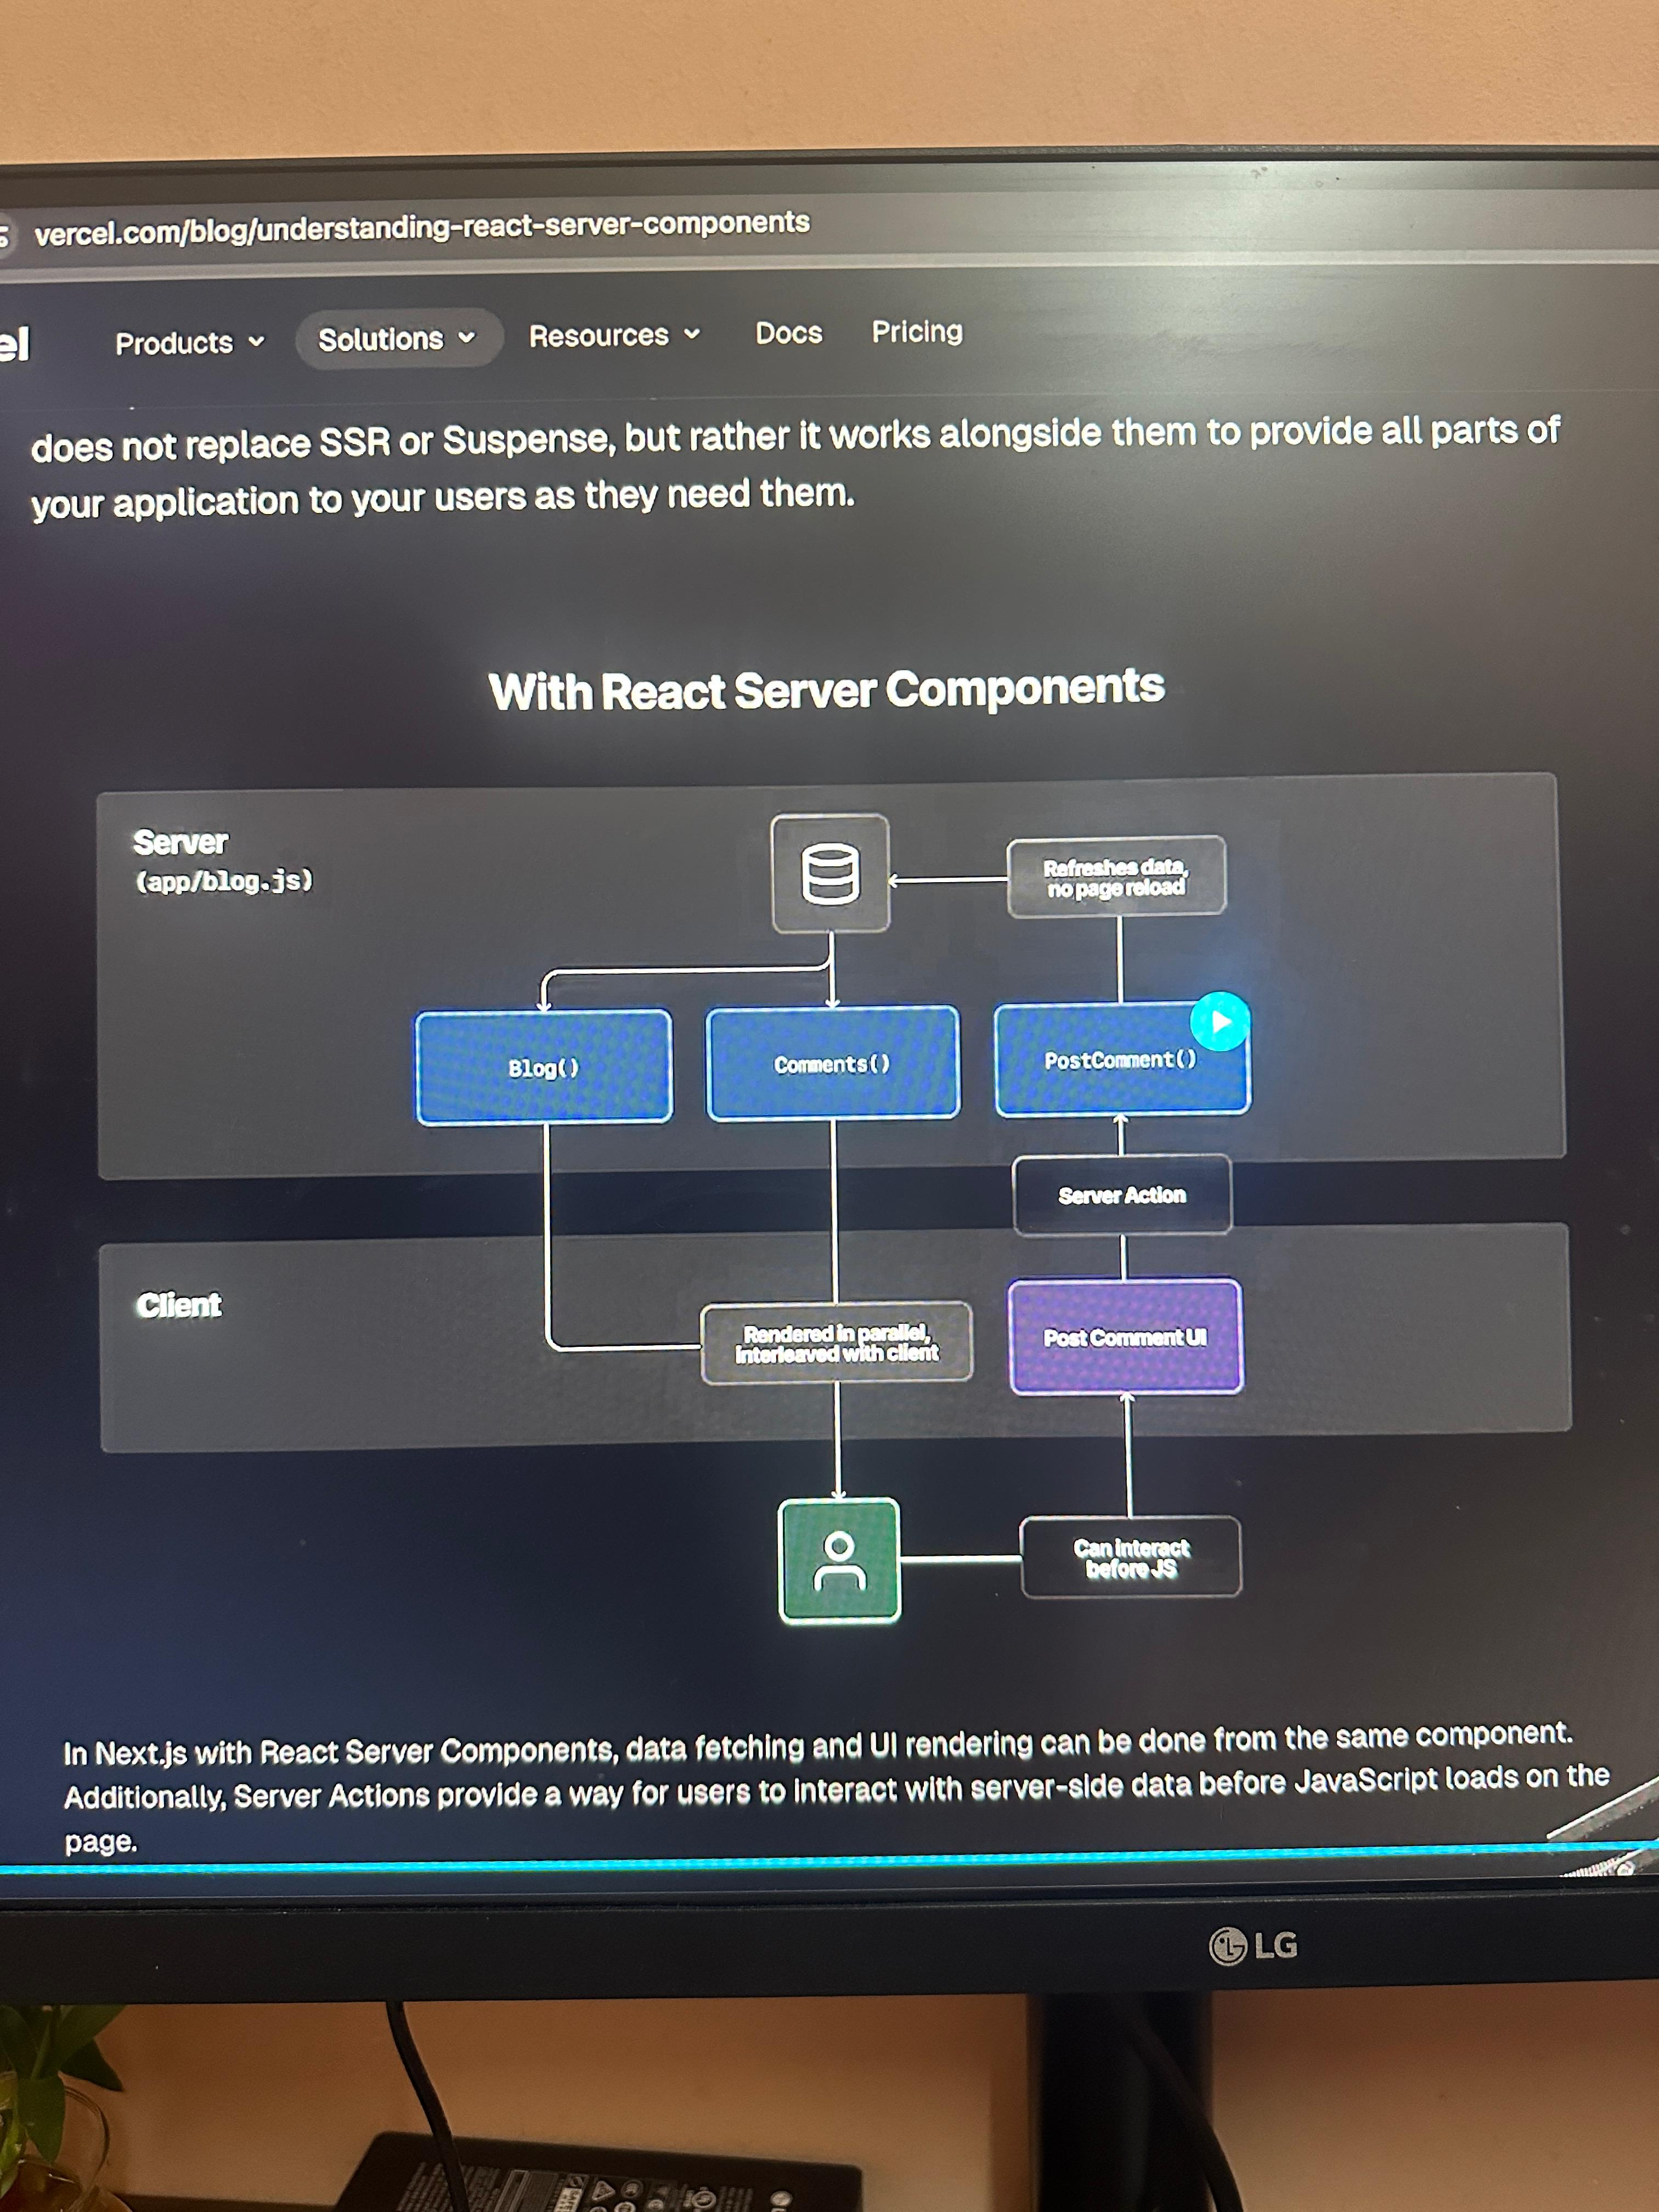 vercel.com/blog/understanding-react-server-components
el Products Solutions Resources Docs Pricing
does not replace SSR or Suspense, but rather it works alongside them to provide all parts of
your application to your users as they need them.
With React Server Components
Server
(app/blog.js)
Refreshes data,
no page reload
Blog()
Comments()
PostComment()
Server Action
Client
Rendered in parallel,
interleaved with client
Post Comment UI
Can interact
before JS
In Next.js with React Server Components, data fetching and UI rendering can be done from the same component.
Additionally, Server Actions provide a way for users to interact with server-side data before JavaScript loads on the
page.
LG